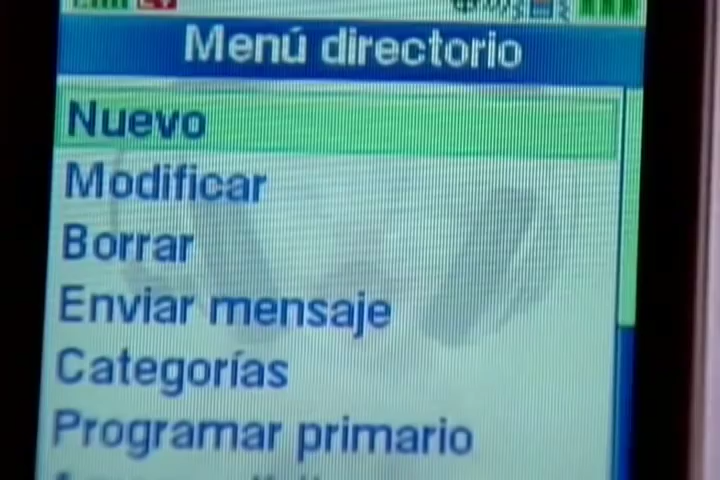 Menú directorio
Nuevo
Modificar
Borrar
Enviar mensaje
Categorías
Programar primario